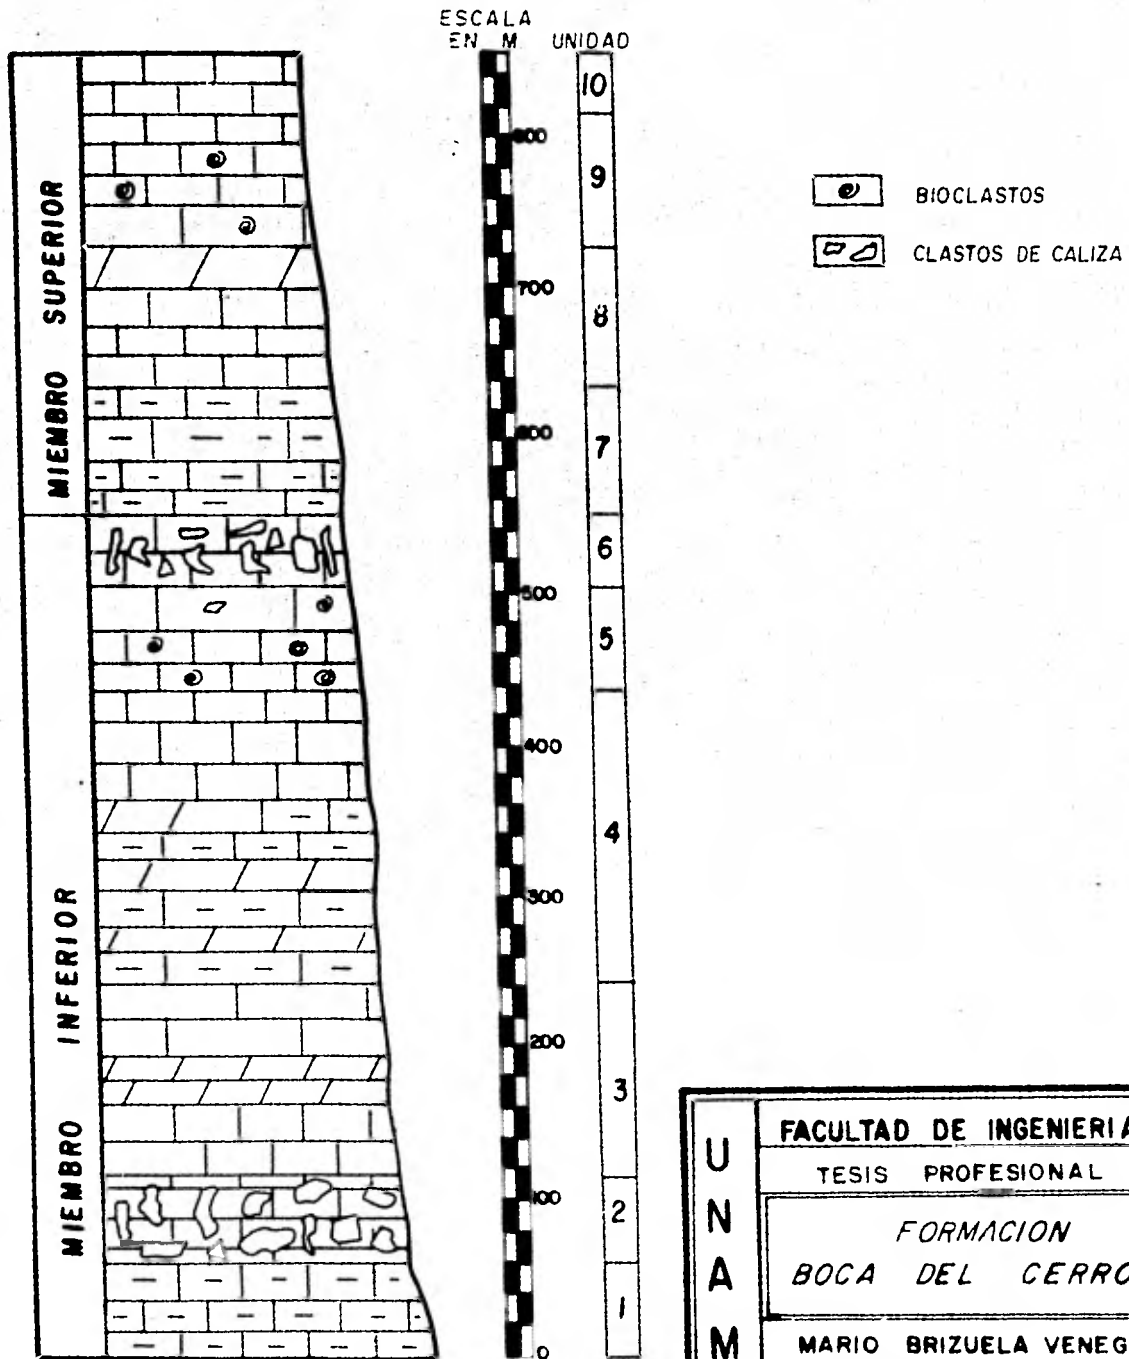 ESCALA
EN M. UNIDAD
10
800
9
BIOCLASTOS
CLASTOS DE CALIZA
MIEMBRO SUPERIOR
700
8
600
7
6
500
5
400
4
300
MIEMBRO INFERIOR
200
3
100
2
1
0
UNAM
FACULTAD DE INGENIERIA
TESIS PROFESIONAL
FORMACION
BOCA DEL CERRO
MARIO BRIZUELA VENEG